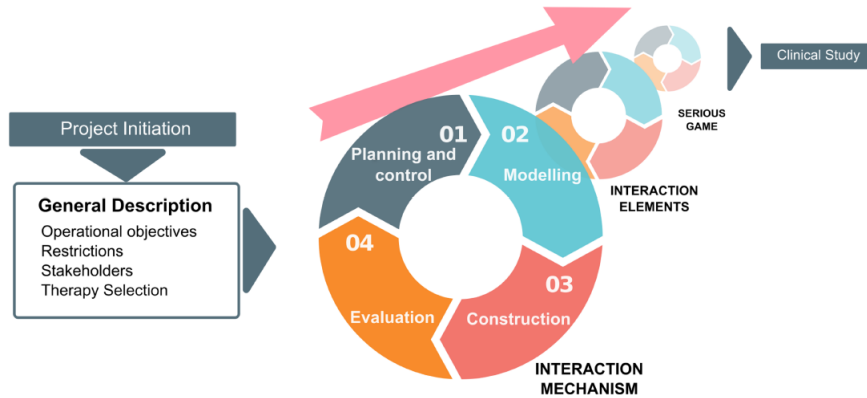 Project Initiation
General Description
Operational objectives
Restrictions
Stakeholders
Therapy Selection
01
Planning and
control
02
Modelling
03
Construction
04
Evaluation
INTERACTION
MECHANISM
INTERACTION
ELEMENTS
SERIOUS
GAME
Clinical Study